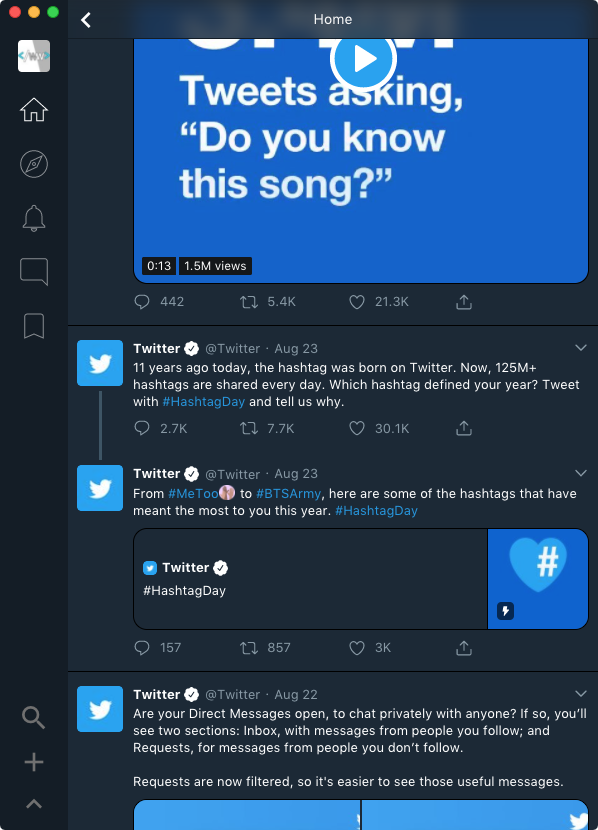 Home
Tweets asking,
“Do you know
this song?”
0:13 1.5M views
442 5.4K 21.3K
Twitter @Twitter · Aug 23
11 years ago today, the hashtag was born on Twitter. Now, 125M+
hashtags are shared every day. Which hashtag defined your year? Tweet
with #HashtagDay and tell us why.
2.7K 7.7K 30.1K
Twitter @Twitter · Aug 23
From #MeToo to #BTSArmy, here are some of the hashtags that have
meant the most to you this year. #HashtagDay
Twitter
#HashtagDay
#
157 857 3K
Twitter @Twitter · Aug 22
Are your Direct Messages open, to chat privately with anyone? If so, you’ll
see two sections: Inbox, with messages from people you follow; and
Requests, for messages from people you don’t follow.
Requests are now filtered, so it's easier to see those useful messages.